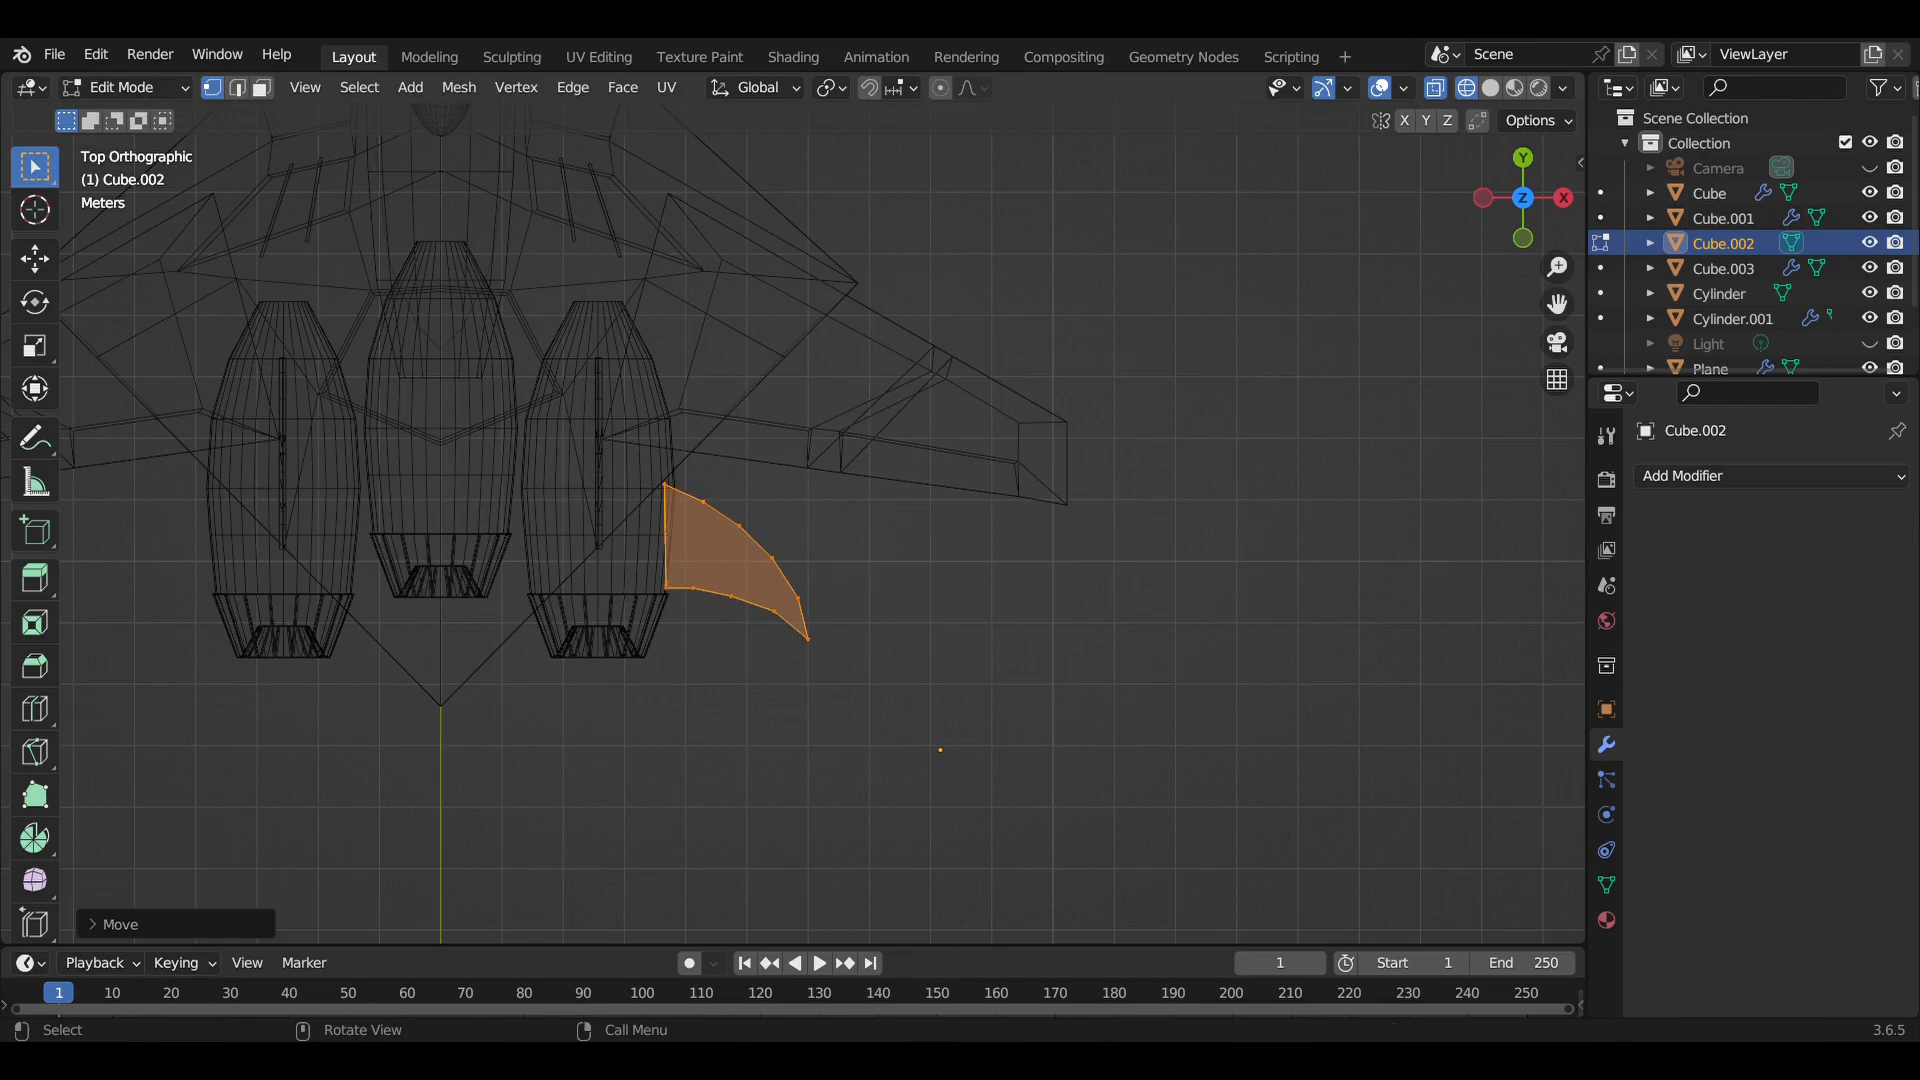 File Edit Render Window Help Layout Modeling Sculpting UV Editing Texture Paint Shading Animation Rendering Compositing Geometry Nodes Scripting + Scene ViewLayer
Edit Mode View Select Add Mesh Vertex Edge Face UV Global
X Y Z Options
Top Orthographic
(1) Cube.002
Meters
Y
X
Z
Scene Collection
Collection
Camera
Cube
Cube.001
Cube.002
Cube.003
Cylinder
Cylinder.001
Light
Plane
Cube.002
Add Modifier
Move
Playback Keying View Marker 1 Start 1 End 250
1 10 20 30 40 50 60 70 80 90 100 110 120 130 140 150 160 170 180 190 200 210 220 230 240 250
Select Rotate View Call Menu 3.6.5